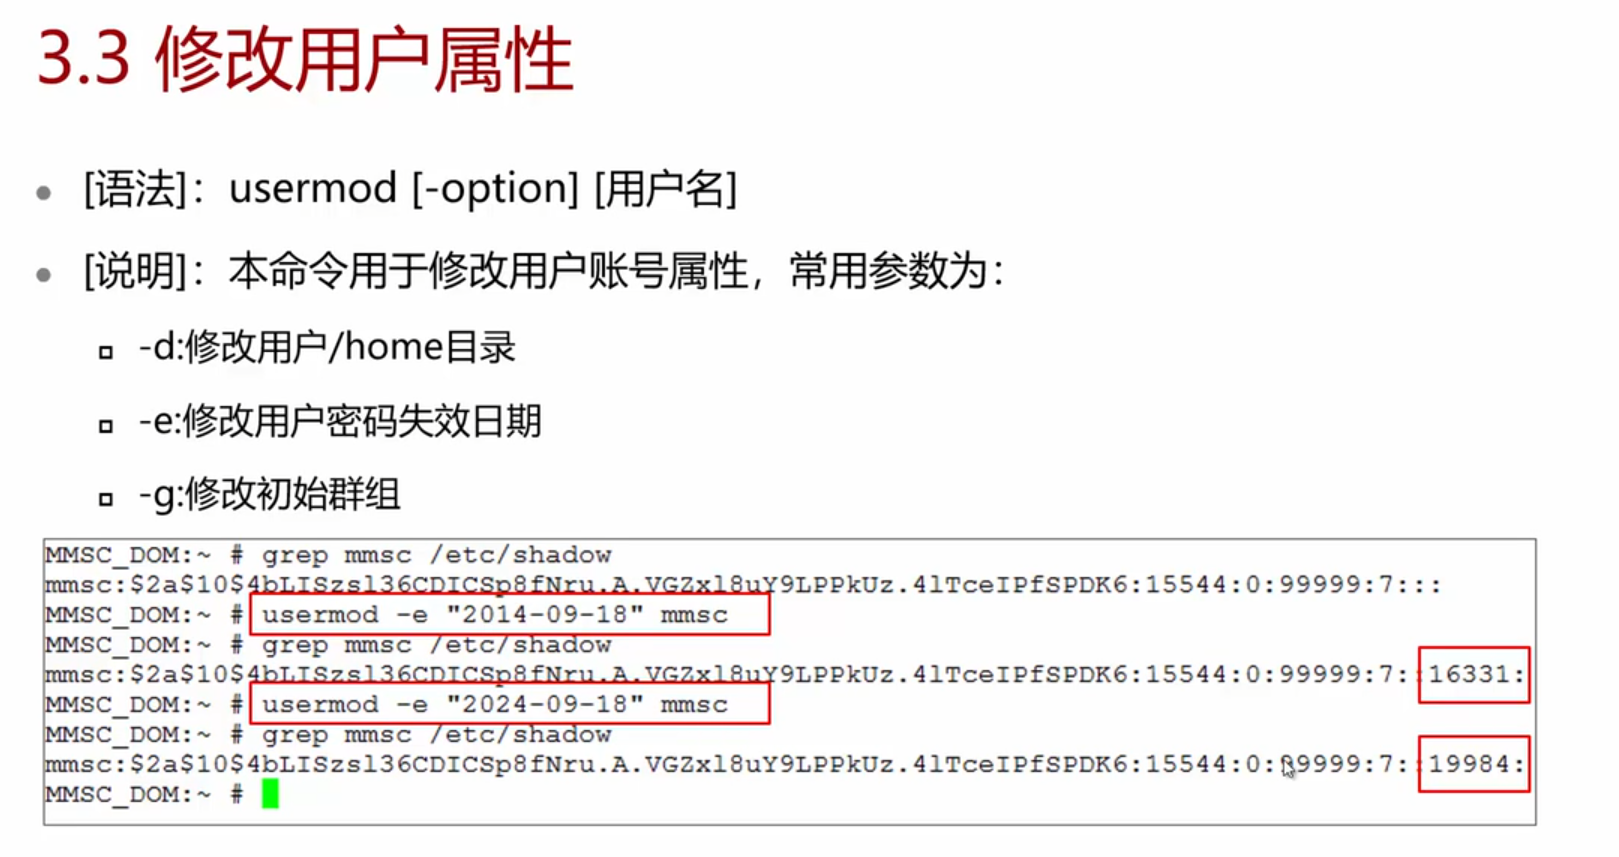 3.3 修改用户属性
[语法]：usermod [-option] [用户名]
[说明]：本命令用于修改用户账号属性，常用参数为：
-d:修改用户/home目录
-e:修改用户密码失效日期
-g:修改初始群组
MMSC_DOM:~ # grep mmsc /etc/shadow
mmsc:$2a$10$4bLISzsl36CDICSp8fNru.A.VGZxl8uY9LPPkUz.4lTceIPfSPDK6:15544:0:99999:7:::
MMSC_DOM:~ # usermod -e "2014-09-18" mmsc
MMSC_DOM:~ # grep mmsc /etc/shadow
mmsc:$2a$10$4bLISzsl36CDICSp8fNru.A.VGZxl8uY9LPPkUz.4lTceIPfSPDK6:15544:0:99999:7::16331:
MMSC_DOM:~ # usermod -e "2024-09-18" mmsc
MMSC_DOM:~ # grep mmsc /etc/shadow
mmsc:$2a$10$4bLISzsl36CDICSp8fNru.A.VGZxl8uY9LPPkUz.4lTceIPfSPDK6:15544:0:99999:7::19984:
MMSC_DOM:~ #